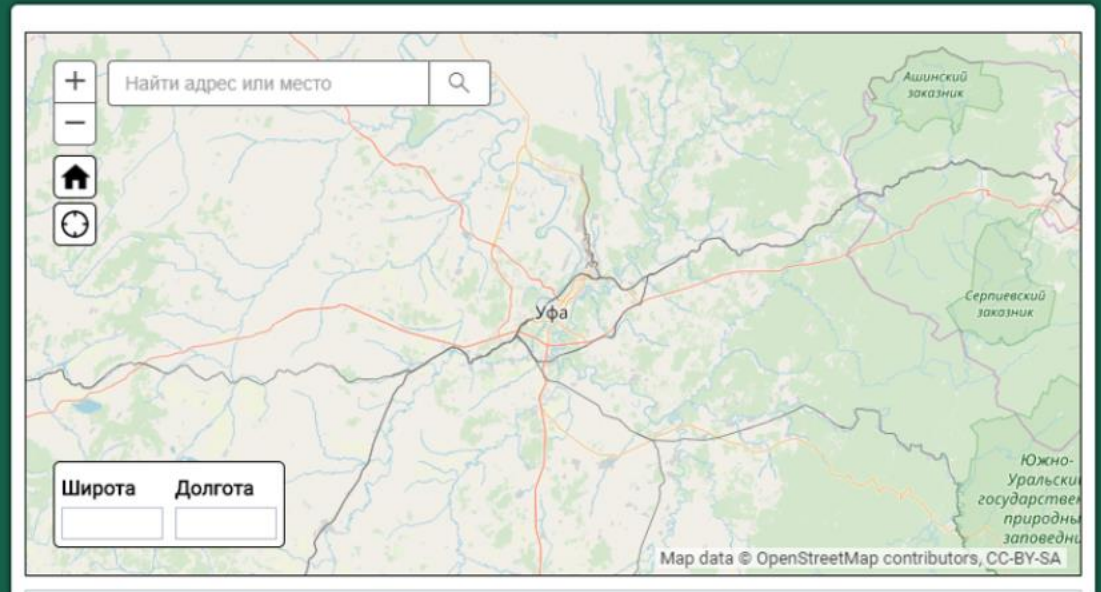 +
Найти адрес или место
−
Ашинский
заказник
Уфа
Серпиевский
заказник
Широта Долгота
Южно-
Уральски
государствен
природны
заповедни
Map data © OpenStreetMap contributors, CC-BY-SA